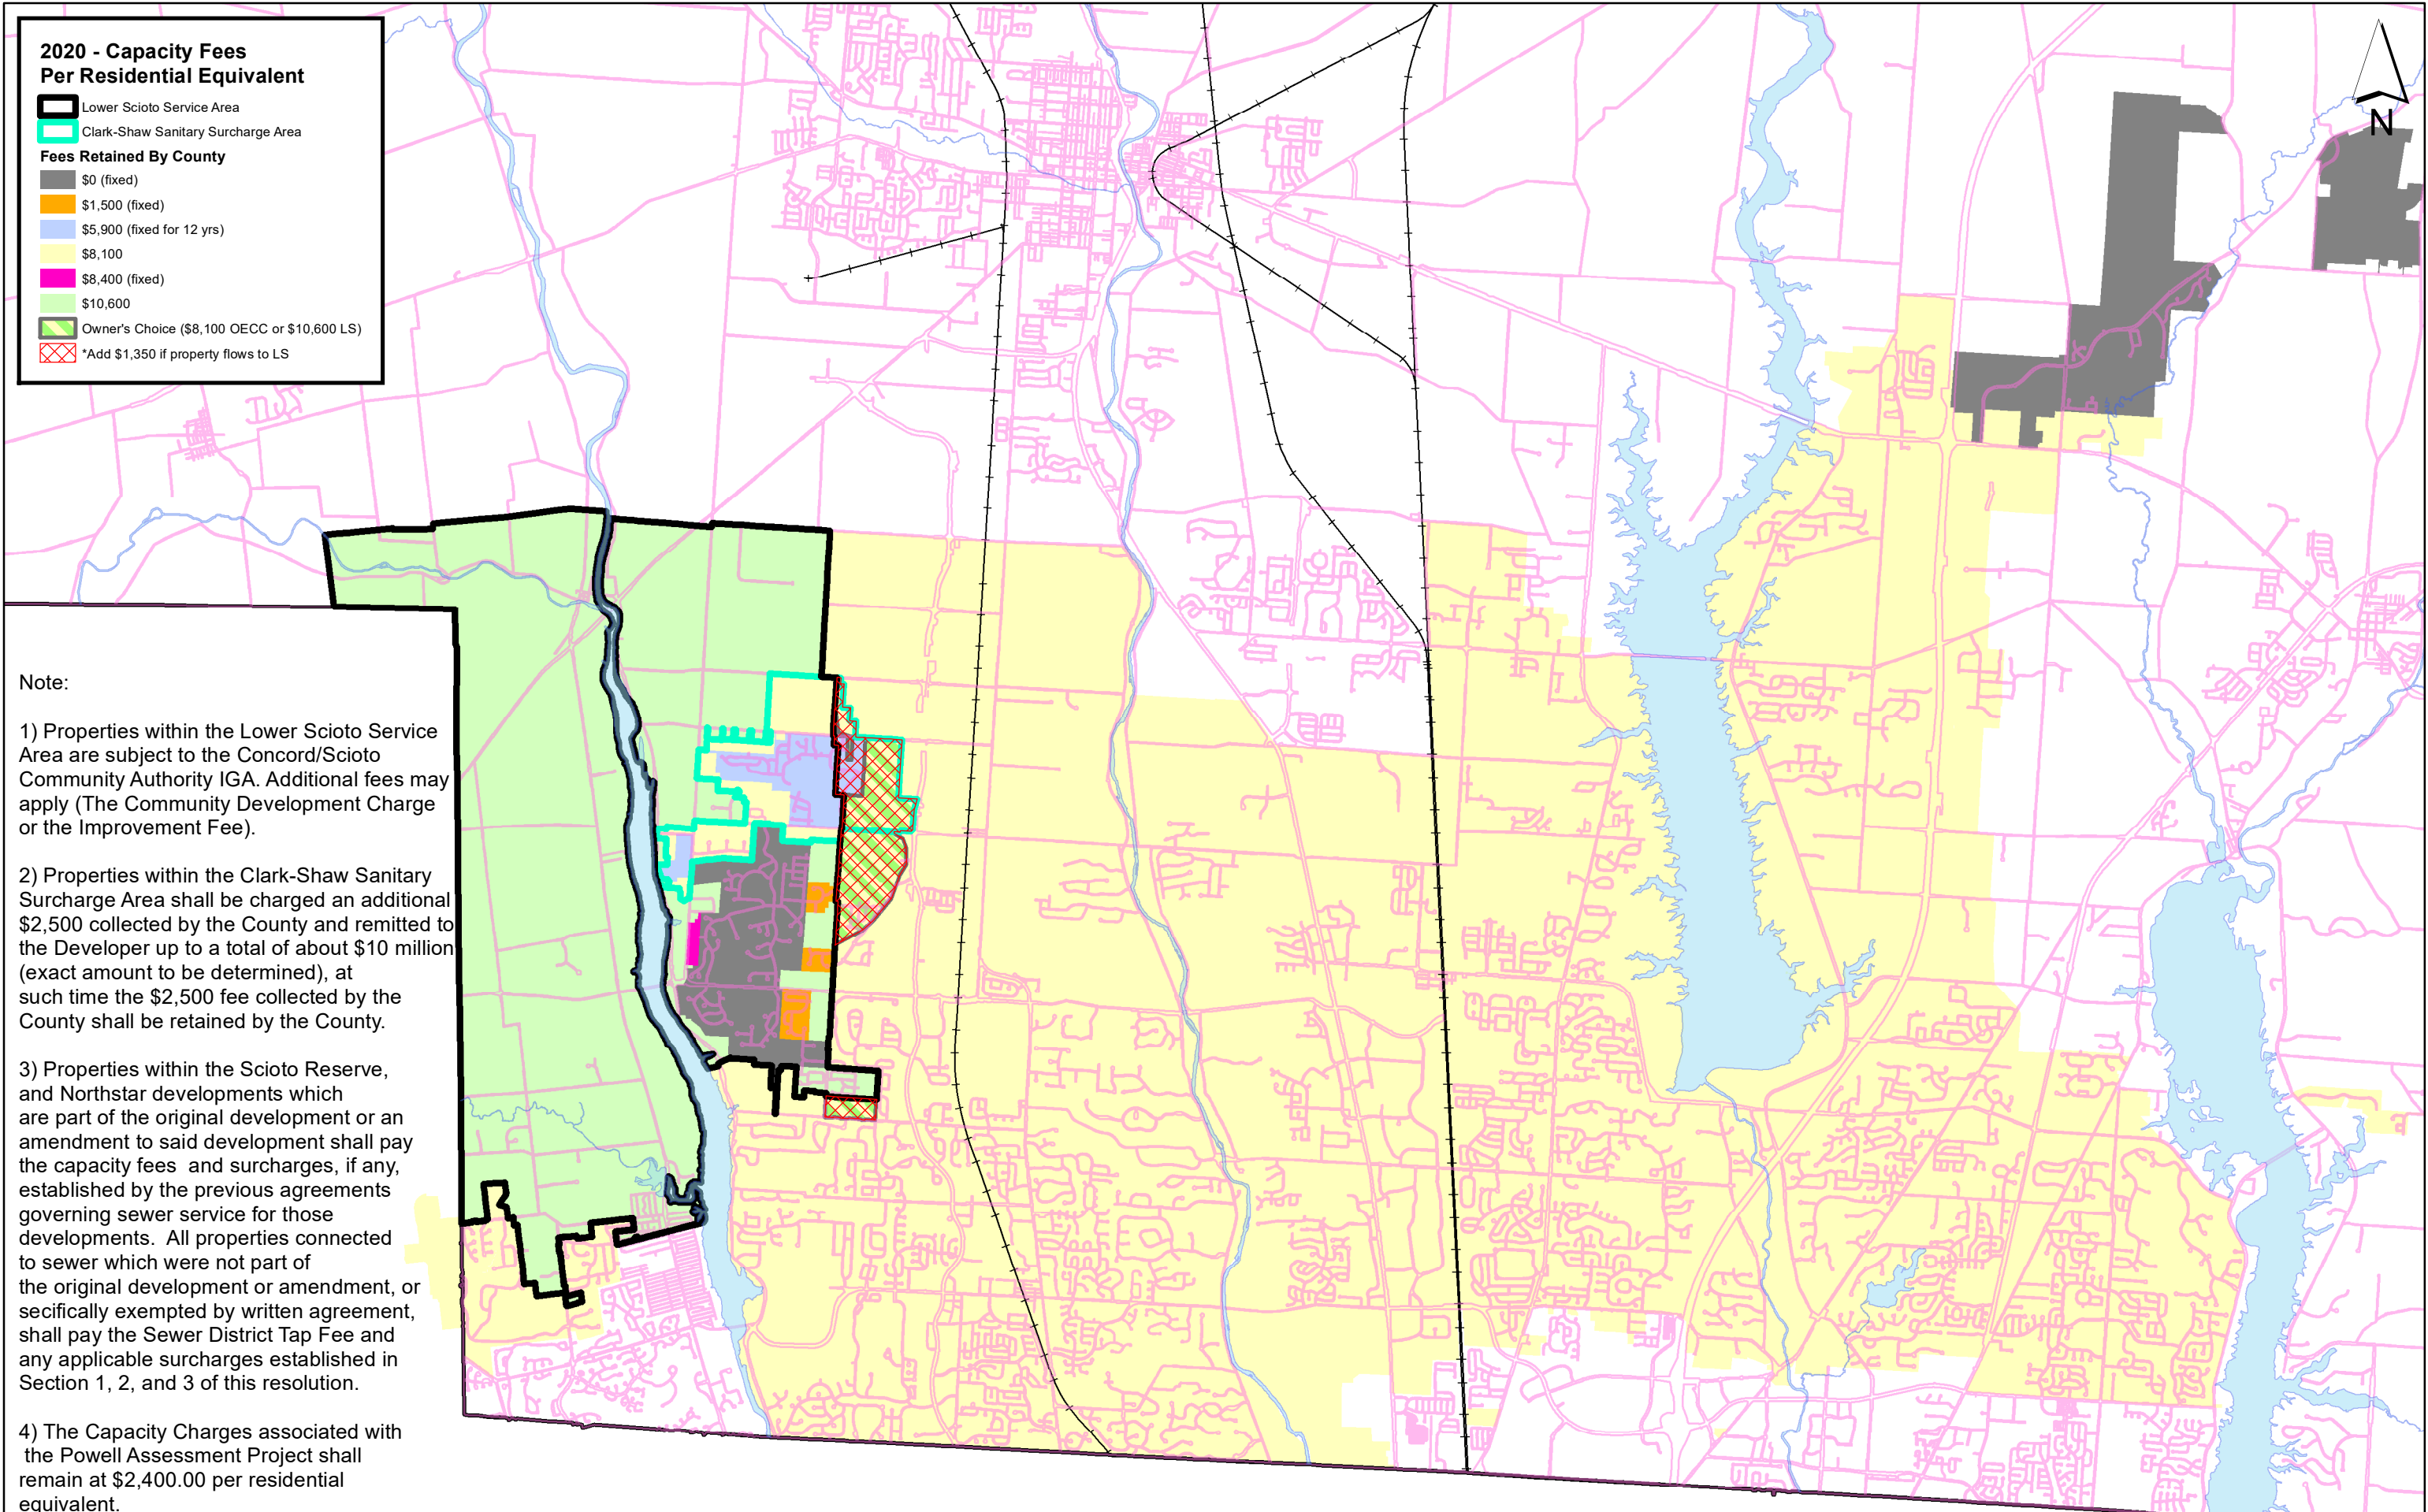 2020 - Capacity Fees
Per Residential Equivalent
Lower Scioto Service Area
Clark-Shaw Sanitary Surcharge Area
Fees Retained By County
$0 (fixed)
$1,500 (fixed)
$5,900 (fixed for 12 yrs)
$8,100
$8,400 (fixed)
$10,600
Owner's Choice ($8,100 OECC or $10,600 LS)
*Add $1,350 if property flows to LS
N
Note:
1) Properties within the Lower Scioto Service
Area are subject to the Concord/Scioto
Community Authority IGA. Additional fees may
apply (The Community Development Charge
or the Improvement Fee).
2) Properties within the Clark-Shaw Sanitary
Surcharge Area shall be charged an additional
$2,500 collected by the County and remitted to
the Developer up to a total of about $10 million
(exact amount to be determined), at
such time the $2,500 fee collected by the
County shall be retained by the County.
3) Properties within the Scioto Reserve,
and Northstar developments which
are part of the original development or an
amendment to said development shall pay
the capacity fees  and surcharges, if any,
established by the previous agreements
governing sewer service for those
developments.  All properties connected
to sewer which were not part of
the original development or amendment, or
secifically exempted by written agreement,
shall pay the Sewer District Tap Fee and
any applicable surcharges established in
Section 1, 2, and 3 of this resolution.
4) The Capacity Charges associated with
the Powell Assessment Project shall
remain at $2,400.00 per residential
equivalent.